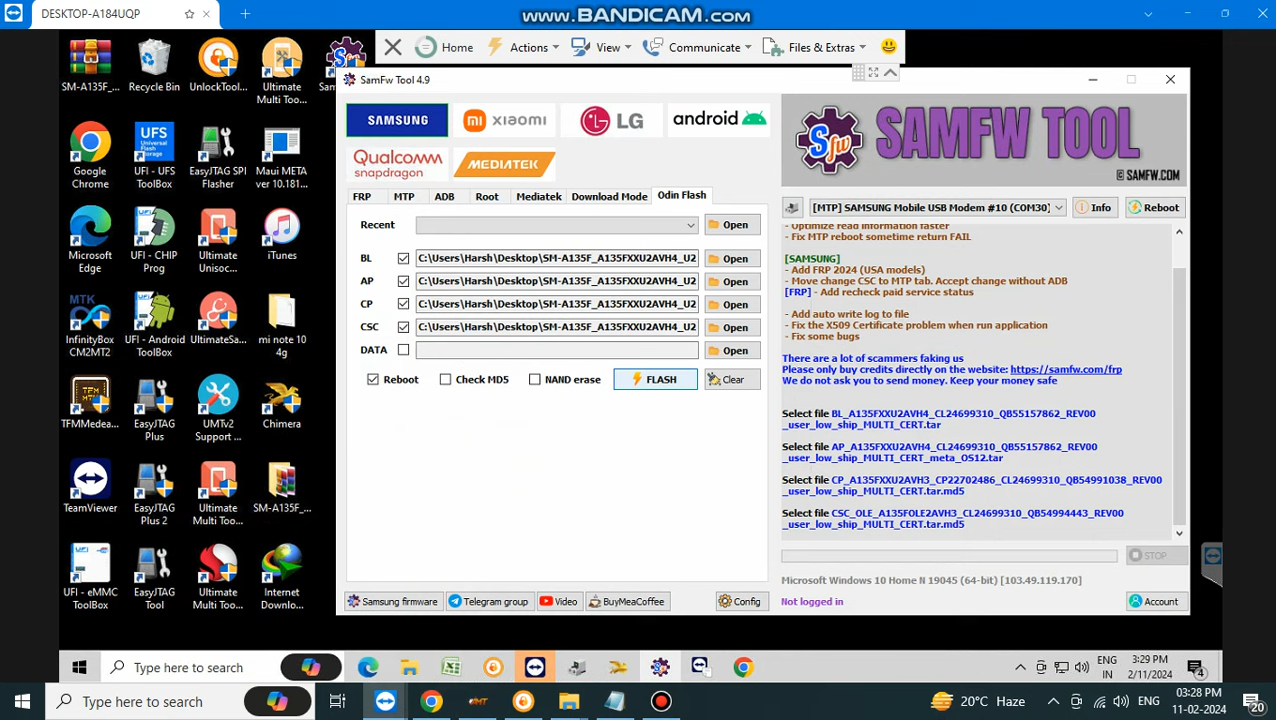 DESKTOP-A184UQP
www.BANDICAM.com
Home
Actions
View
Communicate
Files & Extras
SM-A135F_...
Recycle Bin
UnlockTool...
Ultimate
Multi Too...
SamFw Tool 4.9
SAMSUNG
xiaomi
LG
android
Qualcomm
snapdragon
MEDIATEK
Sfw
SAMFW TOOL
© SAMFW.COM
FRP
MTP
ADB
Root
Mediatek
Download Mode
Odin Flash
[MTP] SAMSUNG Mobile USB Modem #10 (COM30)
Info
Reboot
Google
Chrome
UFS
UFI - UFS
ToolBox
EasyJTAG SPI
Flasher
Maui META
ver 10.181...
Recent
Open
BL
C:\Users\Harsh\Desktop\SM-A135F_A135FXXU2AVH4_U2
Open
AP
C:\Users\Harsh\Desktop\SM-A135F_A135FXXU2AVH4_U2
Open
CP
C:\Users\Harsh\Desktop\SM-A135F_A135FXXU2AVH4_U2
Open
CSC
C:\Users\Harsh\Desktop\SM-A135F_A135FXXU2AVH4_U2
Open
DATA
Open
Reboot
Check MD5
NAND erase
FLASH
Clear
- Optimize read information faster
- Fix MTP reboot sometime return FAIL
[SAMSUNG]
- Add FRP 2024 (USA models)
- Move change CSC to MTP tab. Accept change without ADB
[FRP] - Add recheck paid service status
- Add auto write log to file
- Fix the X509 Certificate problem when run application
- Fix some bugs
There are a lot of scammers faking us
Please only buy credits directly on the website: https://samfw.com/frp
We do not ask you to send money. Keep your money safe
Select file BL_A135FXXU2AVH4_CL24699310_QB55157862_REV00
_user_low_ship_MULTI_CERT.tar
Select file AP_A135FXXU2AVH4_CL24699310_QB55157862_REV00
_user_low_ship_MULTI_CERT_meta_OS12.tar
Select file CP_A135FXXU2AVH3_CP22702486_CL24699310_QB54991038_REV00
_user_low_ship_MULTI_CERT.tar.md5
Select file CSC_OLE_A135FOLE2AVH3_CL24699310_QB54994443_REV00
_user_low_ship_MULTI_CERT.tar.md5
STOP
Microsoft Windows 10 Home N 19045 (64-bit) [103.49.119.170]
Not logged in
Account
Microsoft
Edge
UFI - CHIP
Prog
Ultimate
Unisoc...
iTunes
MTK
InfinityBox
CM2MT2
UFI - Android
ToolBox
UltimateSa...
mi note 10
4g
TFM
TFMMedea...
EasyJTAG
Plus
UMTv2
Support ...
Chimera
TeamViewer
EasyJTAG
Plus 2
Ultimate
Multi Too...
SM-A135F_...
UFI - eMMC
ToolBox
EasyJTAG
Tool
Ultimate
Multi Too...
Internet
Downlo...
Samsung firmware
Telegram group
Video
BuyMeaCoffee
Config
Type here to search
ENG
IN
3:29 PM
2/11/2024
4
Type here to search
20°C Haze
ENG
03:28 PM
11-02-2024
20